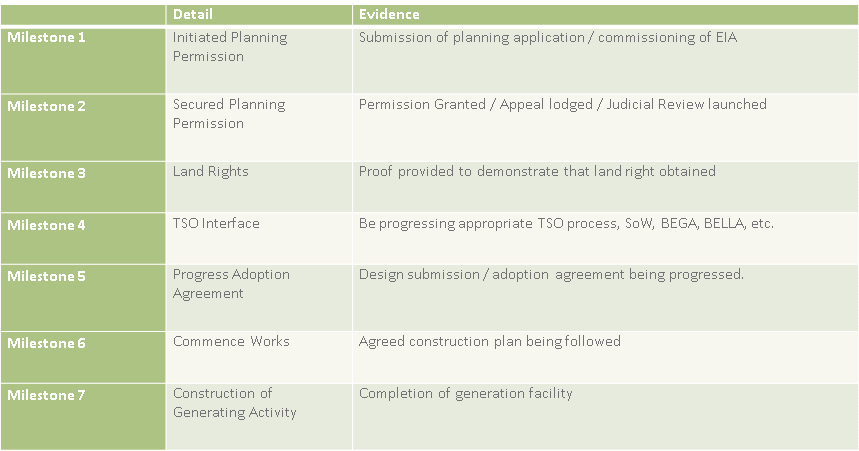 Detail Evidence
Milestone 1 Initiated Planning Submission of planning application / commissioning of EIA
Permission
Milestone 2 Secured Planning Permission Granted / Appeal lodged / Judicial Review launched
Permission
Milestone 3 Land Rights Proof provided to demonstrate that land right obtained
Milestone 4 TSO Interface Be progressing appropriate TSO process, SoW, BEGA, BELLA, etc.
Milestone 5 Progress Adoption Design submission / adoption agreement being progressed.
Agreement
Milestone 6 Commence Works Agreed construction plan being followed
Milestone 7 Construction of Completion of generation facility
Generating Activity